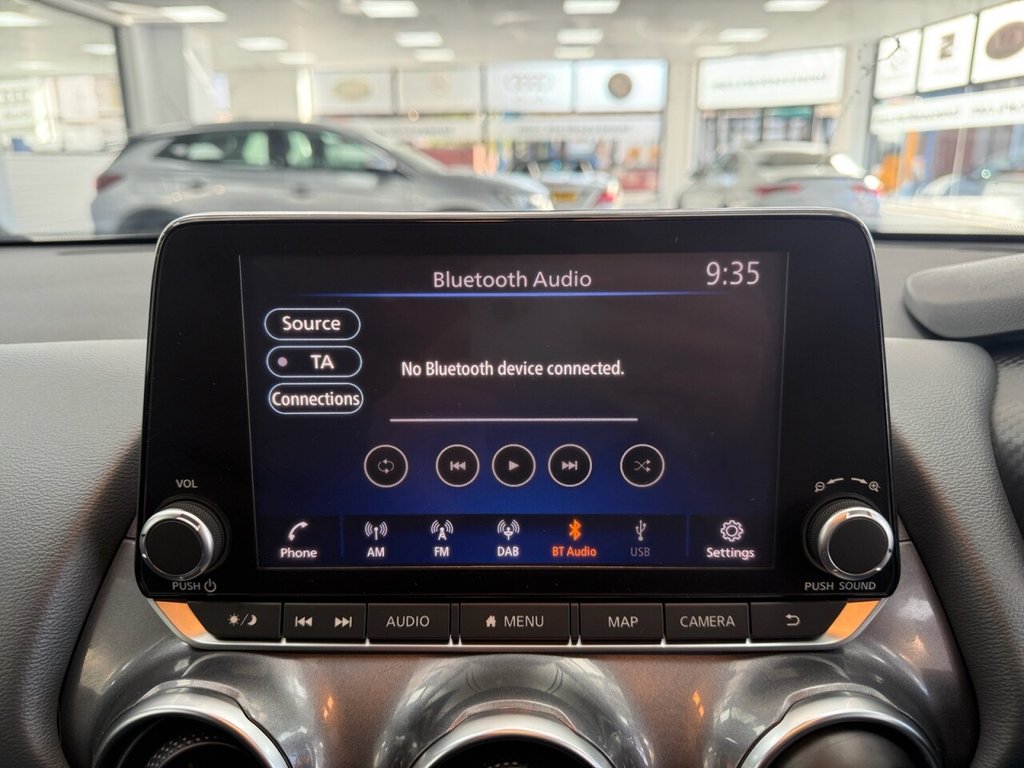 Bluetooth Audio
9:35
Source
TA
Connections
No Bluetooth device connected.
VOL
PUSH
Phone
AM
FM
DAB
BT Audio
USB
Settings
PUSH SOUND
AUDIO
MENU
MAP
CAMERA